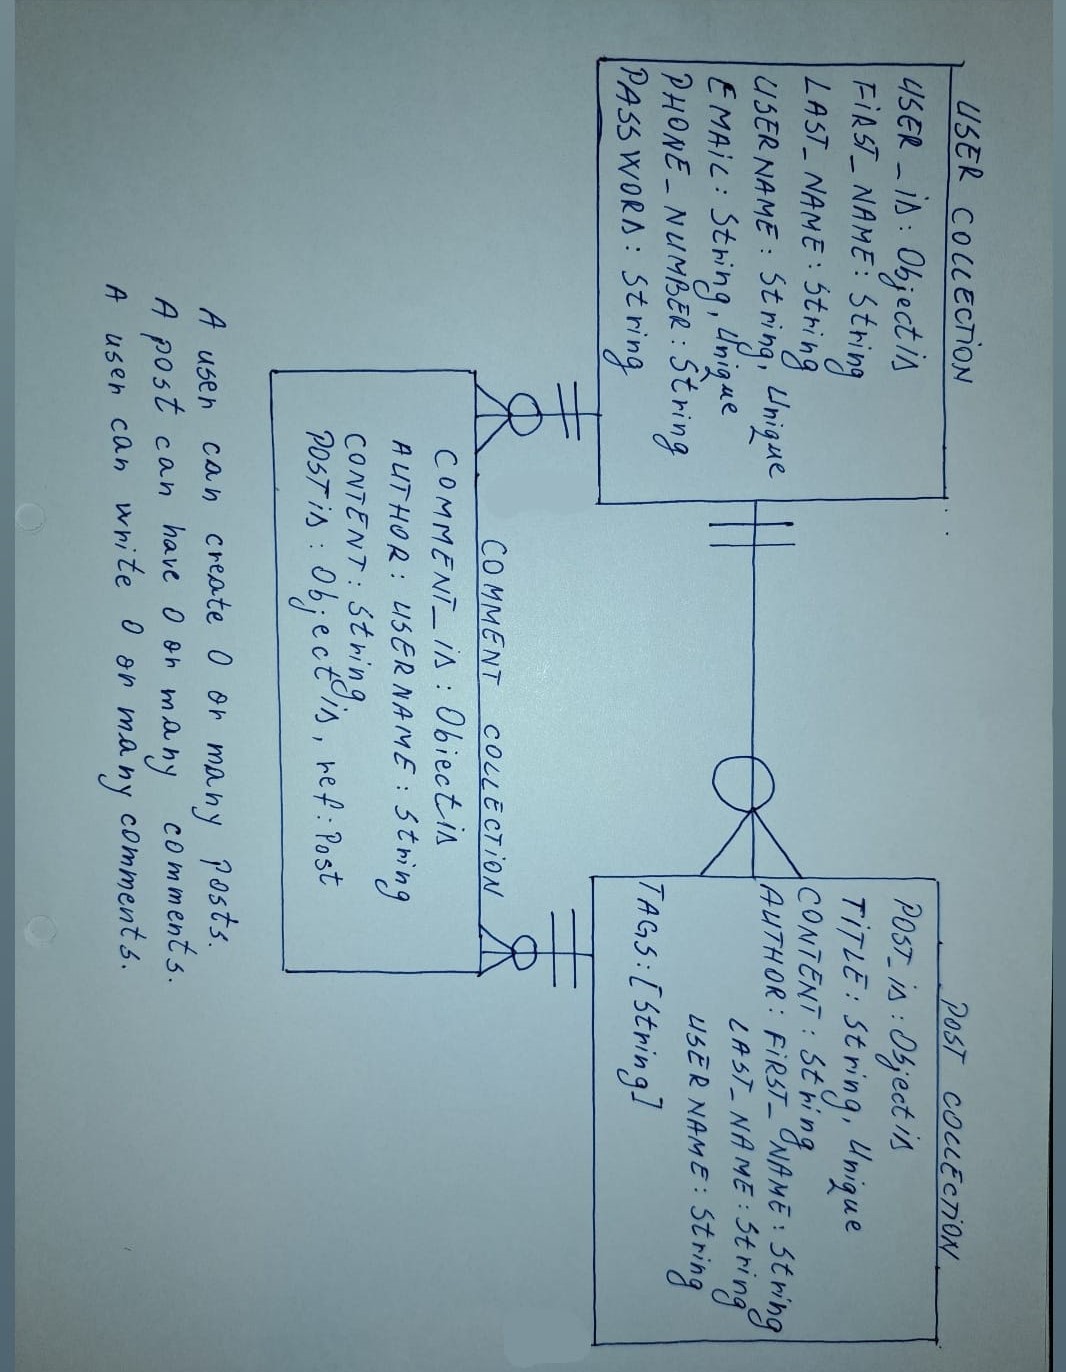 USER COLLECTION
USER_iD: ObjectiD
FiRST_NAME: String
LAST_NAME: String
USERNAME: String, Unique
EMAiL: String, Unique
PHONE_NUMBER: String
PASSWORD: String
POST COLLECTION
POST_iD: ObjectiD
TiTLE: String, Unique
CONTENT: String
AUTHOR: FiRST_NAME: String
LAST_NAME: String
USERNAME: String
TAGS: [String]
COMMENT COLLECTiON
COMMENT_iD: ObjectiD
AUTHOR: USERNAME: String
CONTENT: String
POSTiD: ObjectiD, ref: Post
A user can create 0 or many posts.
A post can have 0 or many comments.
A user can write 0 or many comments.